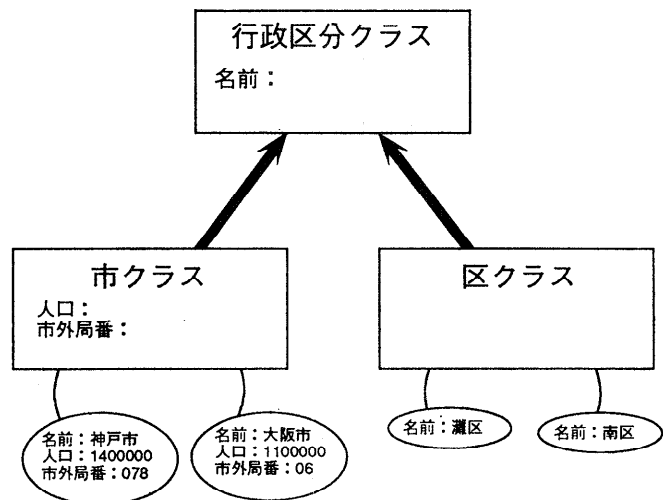 行政区分クラス
名前：
市クラス
人口：
市外局番：
区クラス
名前：神戸市
人口：1400000
市外局番：078
名前：大阪市
人口：1100000
市外局番：06
名前：灘区
名前：南区